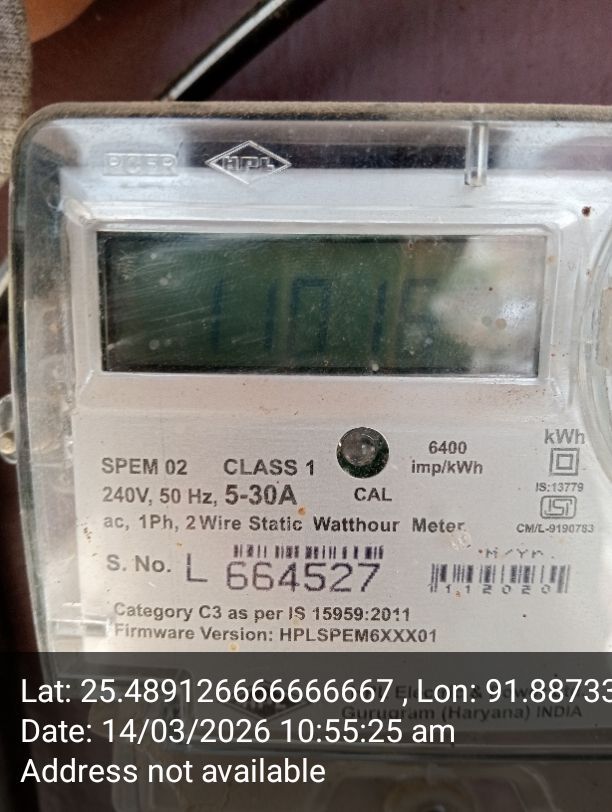 HPL
SPEM 02 CLASS 1
6400
imp/kWh
kWh
240V, 50 Hz, 5-30A
CAL
IS:13779
ac, 1Ph, 2 Wire Static Watthour Meter
CM/L-9190783
S. No. L 664527
M/Yr.
112020
Category C3 as per IS 15959:2011
Firmware Version: HPLSPEM6XXX01
Gurugram (Haryana) INDIA
Lat: 25.489126666666667 , Lon: 91.88733
Date: 14/03/2026 10:55:25 am
Address not available